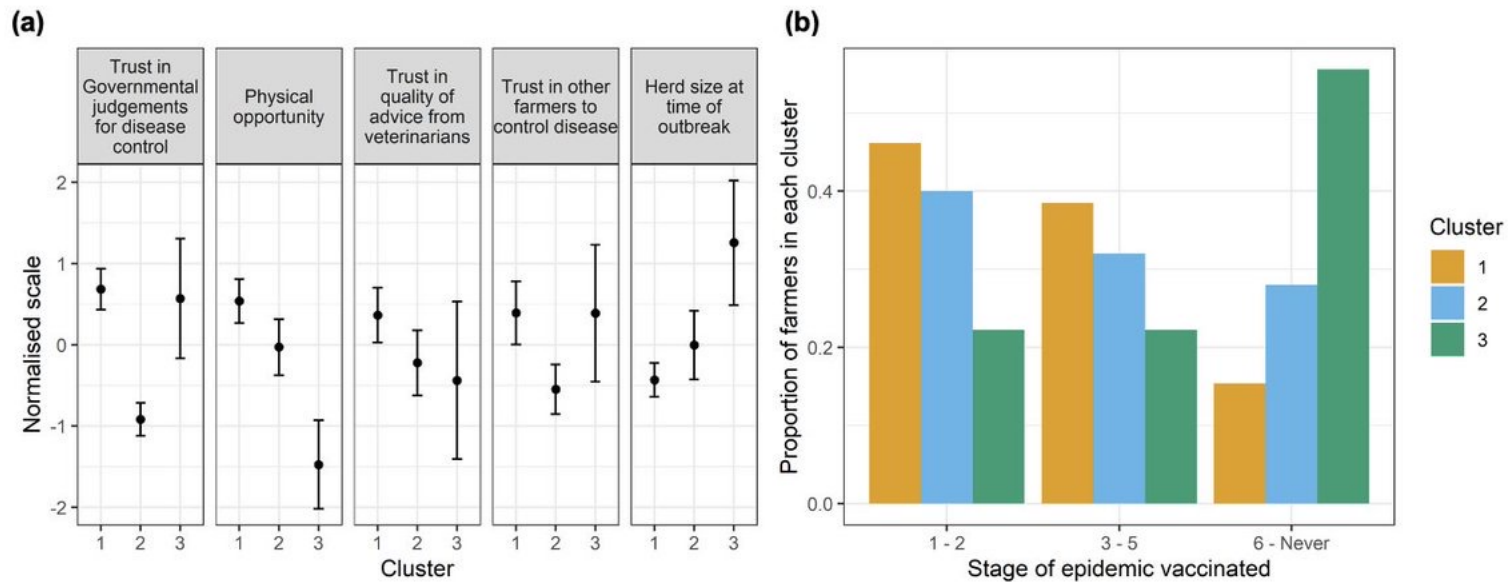 (a)
Trust in
Governmental
judgements
for disease
control
Physical
opportunity
Trust in
quality of
advice from
veterinarians
Trust in other
farmers to
control disease
Herd size at
time of
outbreak
Normalised scale
2
1
0
-1
-2
1 2 3
1 2 3
1 2 3
1 2 3
1 2 3
Cluster
(b)
Proportion of farmers in each cluster
0.4
0.2
0.0
1 - 2
3 - 5
6 - Never
Stage of epidemic vaccinated
Cluster
1
2
3